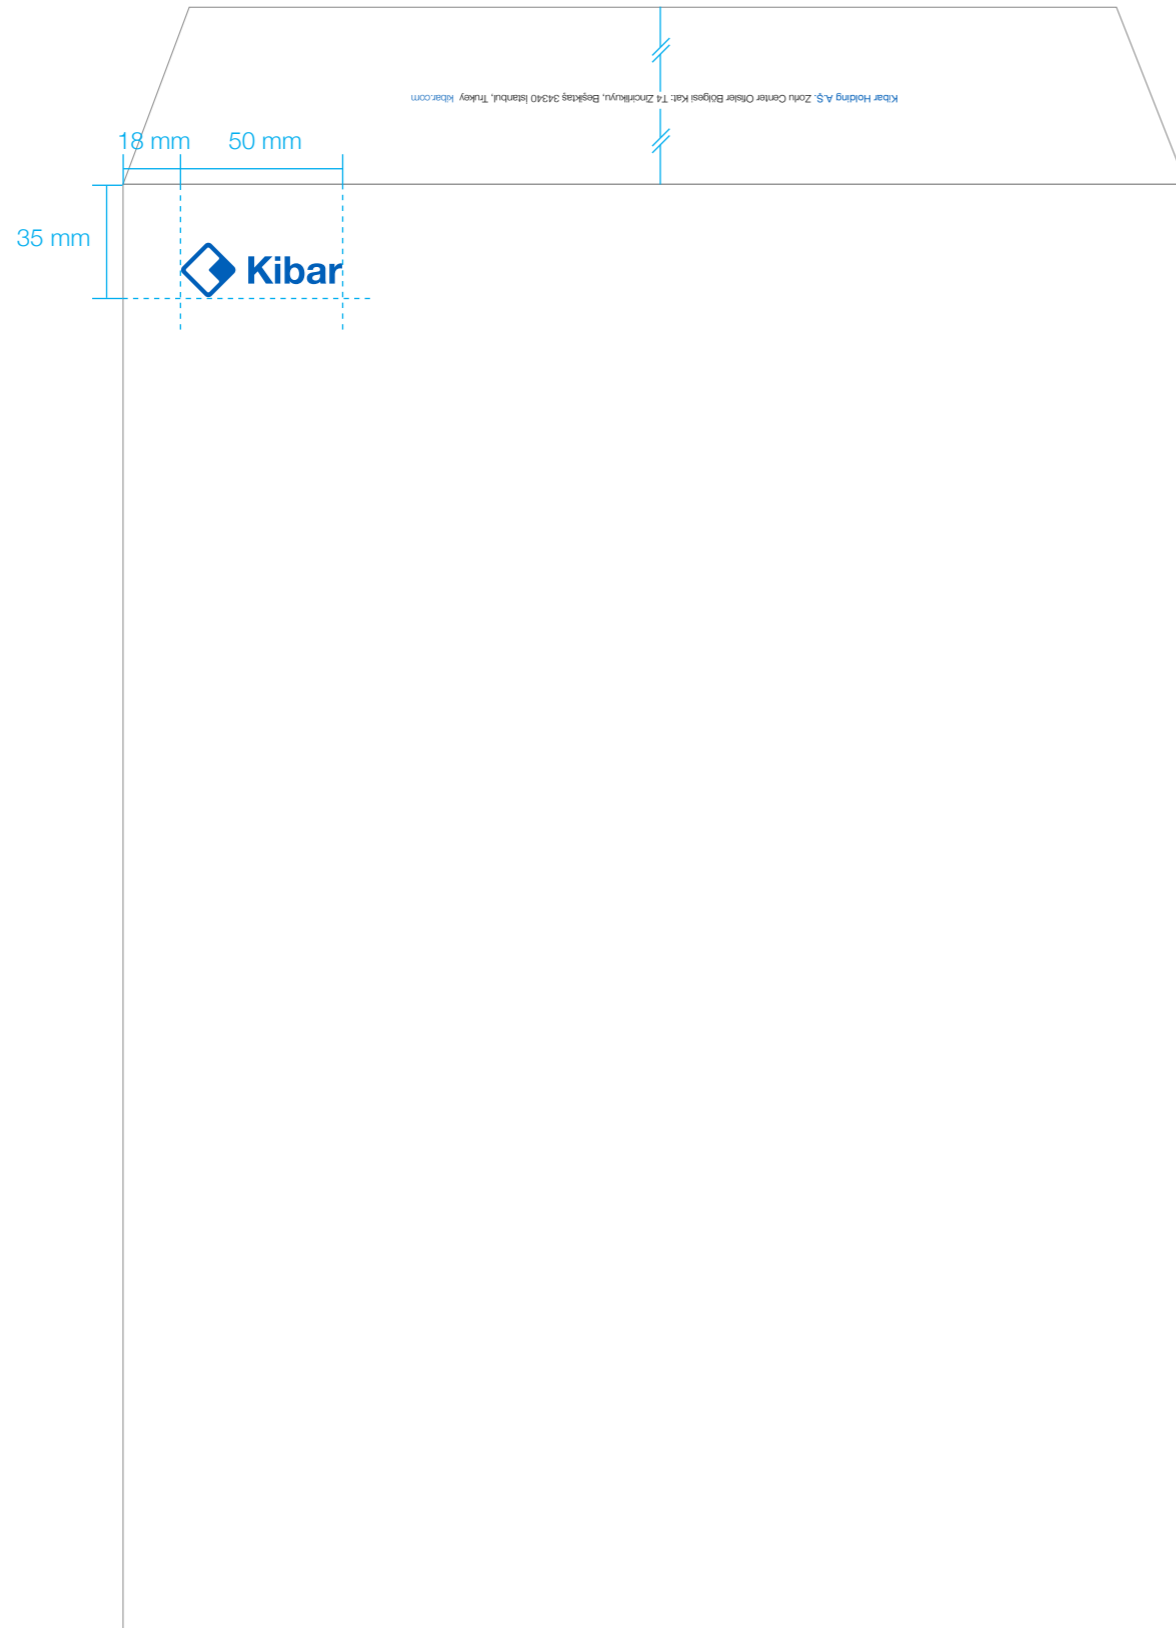 Kibar Holding A.Ş. Zorlu Center Ofisler Bölgesi Kat: T4 Zincirlikuyu, Beşiktaş 34340 İstanbul, Trukey kibar.com
18 mm 50 mm
35 mm
Kibar